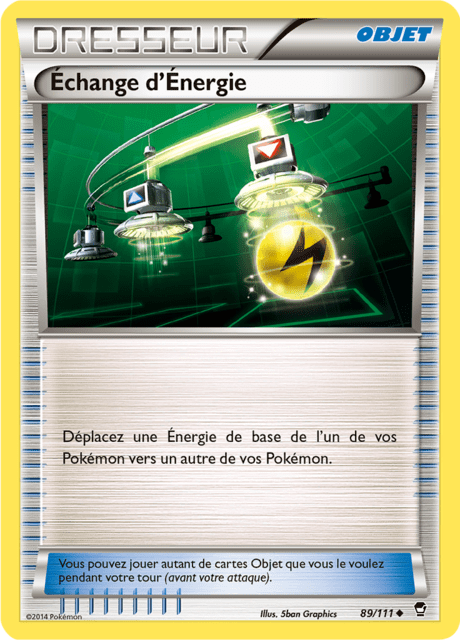 DRESSEUR
OBJET
Échange d'Énergie
Déplacez une Énergie de base de l'un de vos
Pokémon vers un autre de vos Pokémon.
Vous pouvez jouer autant de cartes Objet que vous le voulez
pendant votre tour (avant votre attaque).
©2014 Pokémon
Illus. 5ban Graphics
89/111